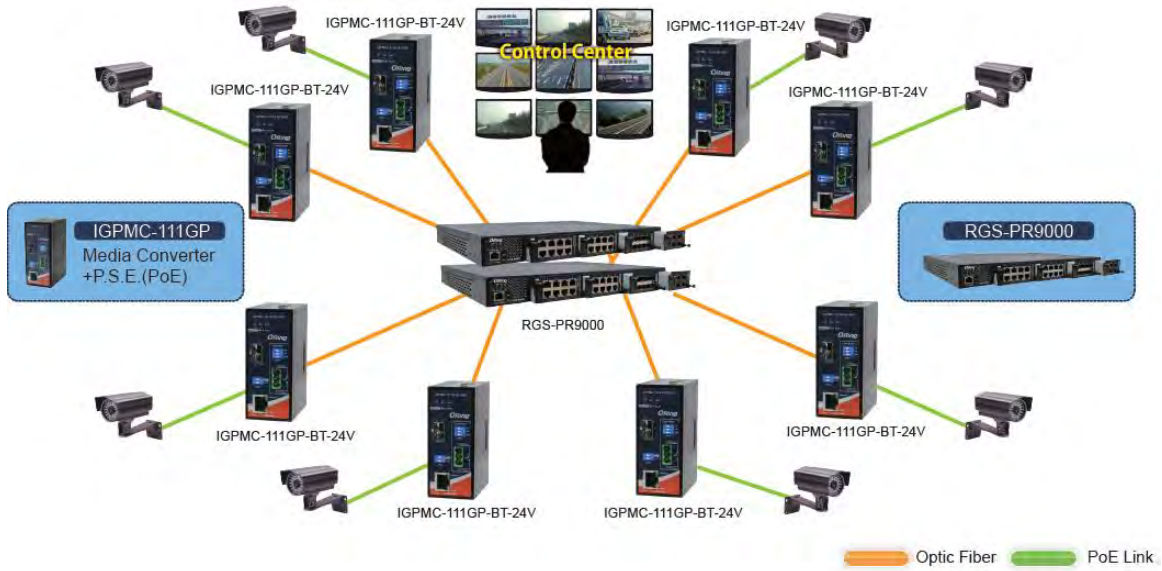 IGPMC-111GP-BT-24V
Control Center
IGPMC-111GP-BT-24V
IGPMC-111GP-BT-24V
IGPMC-111GP-BT-24V
IGPMC-111GP
Media Converter
+P.S.E.(PoE)
RGS-PR9000
RGS-PR9000
IGPMC-111GP-BT-24V
IGPMC-111GP-BT-24V
IGPMC-111GP-BT-24V
IGPMC-111GP-BT-24V
Optic Fiber
PoE Link